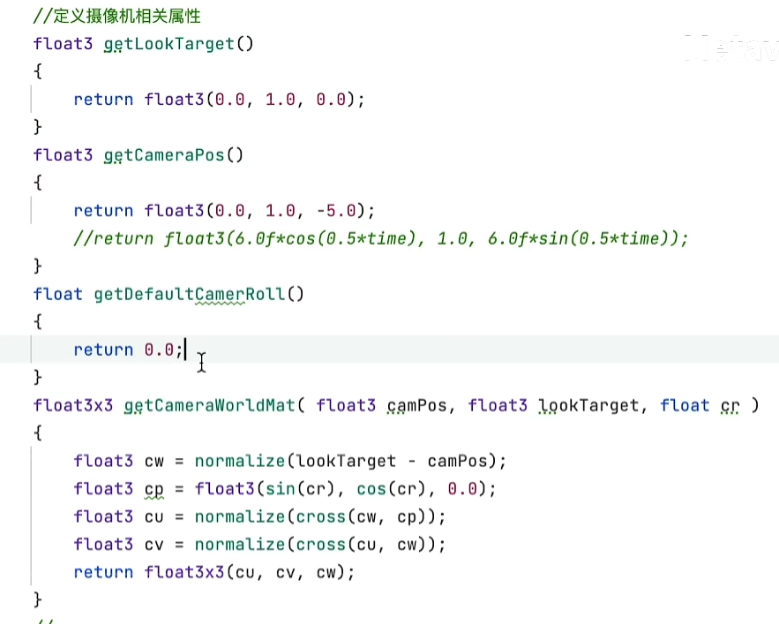 //定义摄像机相关属性
float3 getLookTarget()
{
    return float3(0.0, 1.0, 0.0);
}
float3 getCameraPos()
{
    return float3(0.0, 1.0, -5.0);
    //return float3(6.0f*cos(0.5*time), 1.0, 6.0f*sin(0.5*time));
}
float getDefaultCamerRoll()
{
    return 0.0;
}
float3x3 getCameraWorldMat( float3 camPos, float3 lookTarget, float cr )
{
    float3 cw = normalize(lookTarget - camPos);
    float3 cp = float3(sin(cr), cos(cr), 0.0);
    float3 cu = normalize(cross(cw, cp));
    float3 cv = normalize(cross(cu, cw));
    return float3x3(cu, cv, cw);
}
//